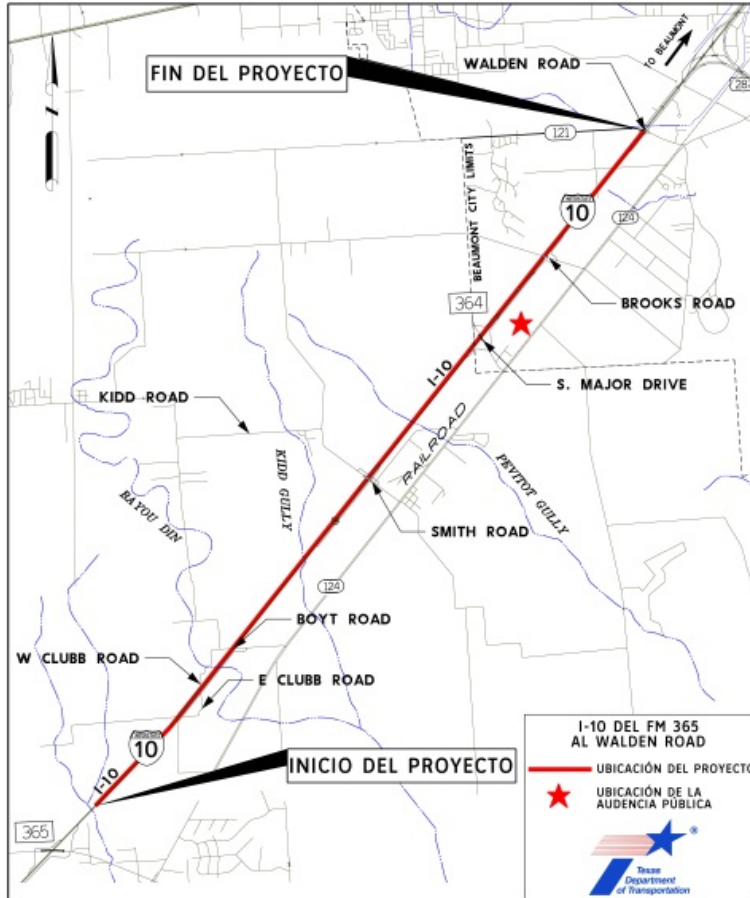 TO BEAUMONT
WALDEN ROAD
FIN DEL PROYECTO
28
121
BEAUMONT CITY LIMITS
10
124
BROOKS ROAD
364
S. MAJOR DRIVE
I-10
KIDD ROAD
RAILROAD
KIDD GULLY
PEVITOT GULLY
BAYOU DIN
SMITH ROAD
124
BOYT ROAD
W CLUBB ROAD
E CLUBB ROAD
10
INICIO DEL PROYECTO
I-10
365
I-10 DEL FM 365
AL WALDEN ROAD
UBICACIÓN DEL PROYECTO
UBICACIÓN DE LA
AUDENCIA PÚBLICA
®
Texas
Department
of Transportation